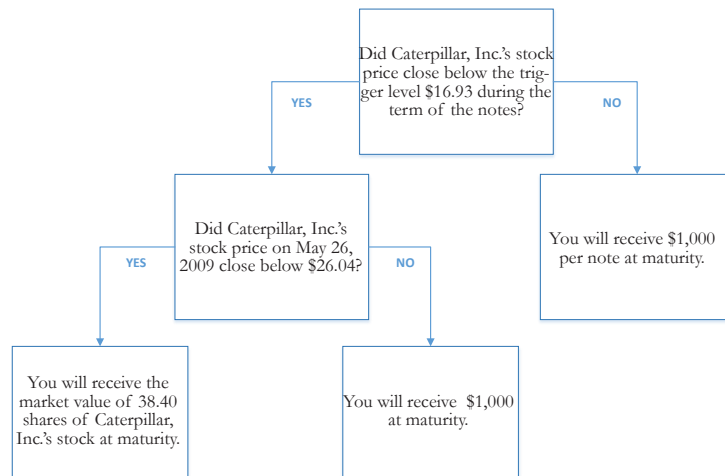 Did Caterpillar, Inc.'s stock
price close below the trig-
ger level $16.93 during the
term of the notes?
YES
NO
Did Caterpillar, Inc.'s
stock price on May 26,
2009 close below $26.04?
You will receive $1,000
per note at maturity.
YES
NO
You will receive the
market value of 38.40
shares of Caterpillar,
Inc.'s stock at maturity.
You will receive $1,000
at maturity.